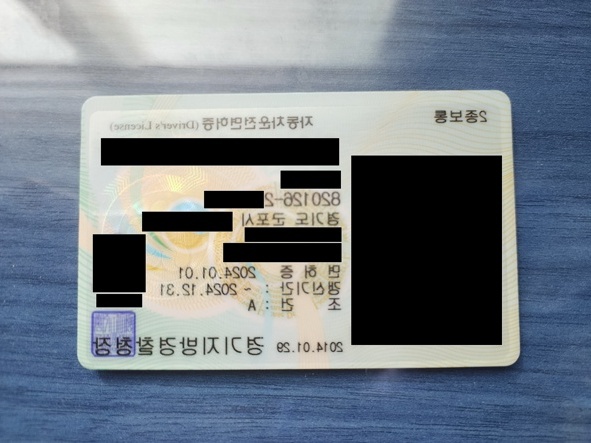 2종보통
자동차운전면허증 (Driver's License)
820126-2
경기도 군포시
면 허 증 2024.01.01
갱신기간 : ~ 2024.12.31
조 건 : A
2014.01.29 경기지방경찰청장